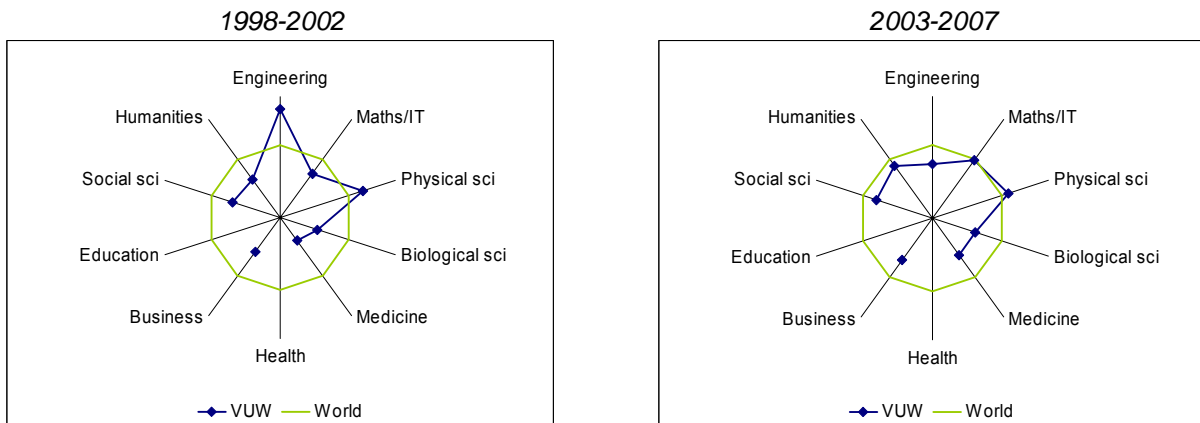 1998-2002
Engineering
Humanities
Maths/IT
Social sci
Physical sci
Education
Biological sci
Business
Medicine
Health
VUW
World
2003-2007
Engineering
Humanities
Maths/IT
Social sci
Physical sci
Education
Biological sci
Business
Medicine
Health
VUW
World